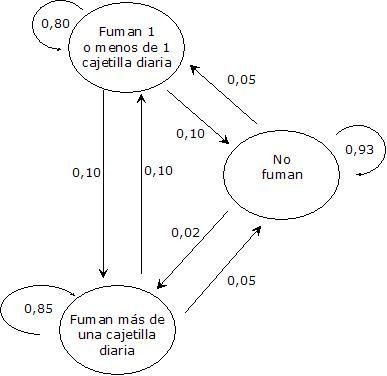 0,80
Fuman 1
o menos de 1
cajetilla diaria
0,05
0,10
No
fuman
0,93
0,10
0,10
0,02
0,05
0,85
Fuman más de
una cajetilla
diaria